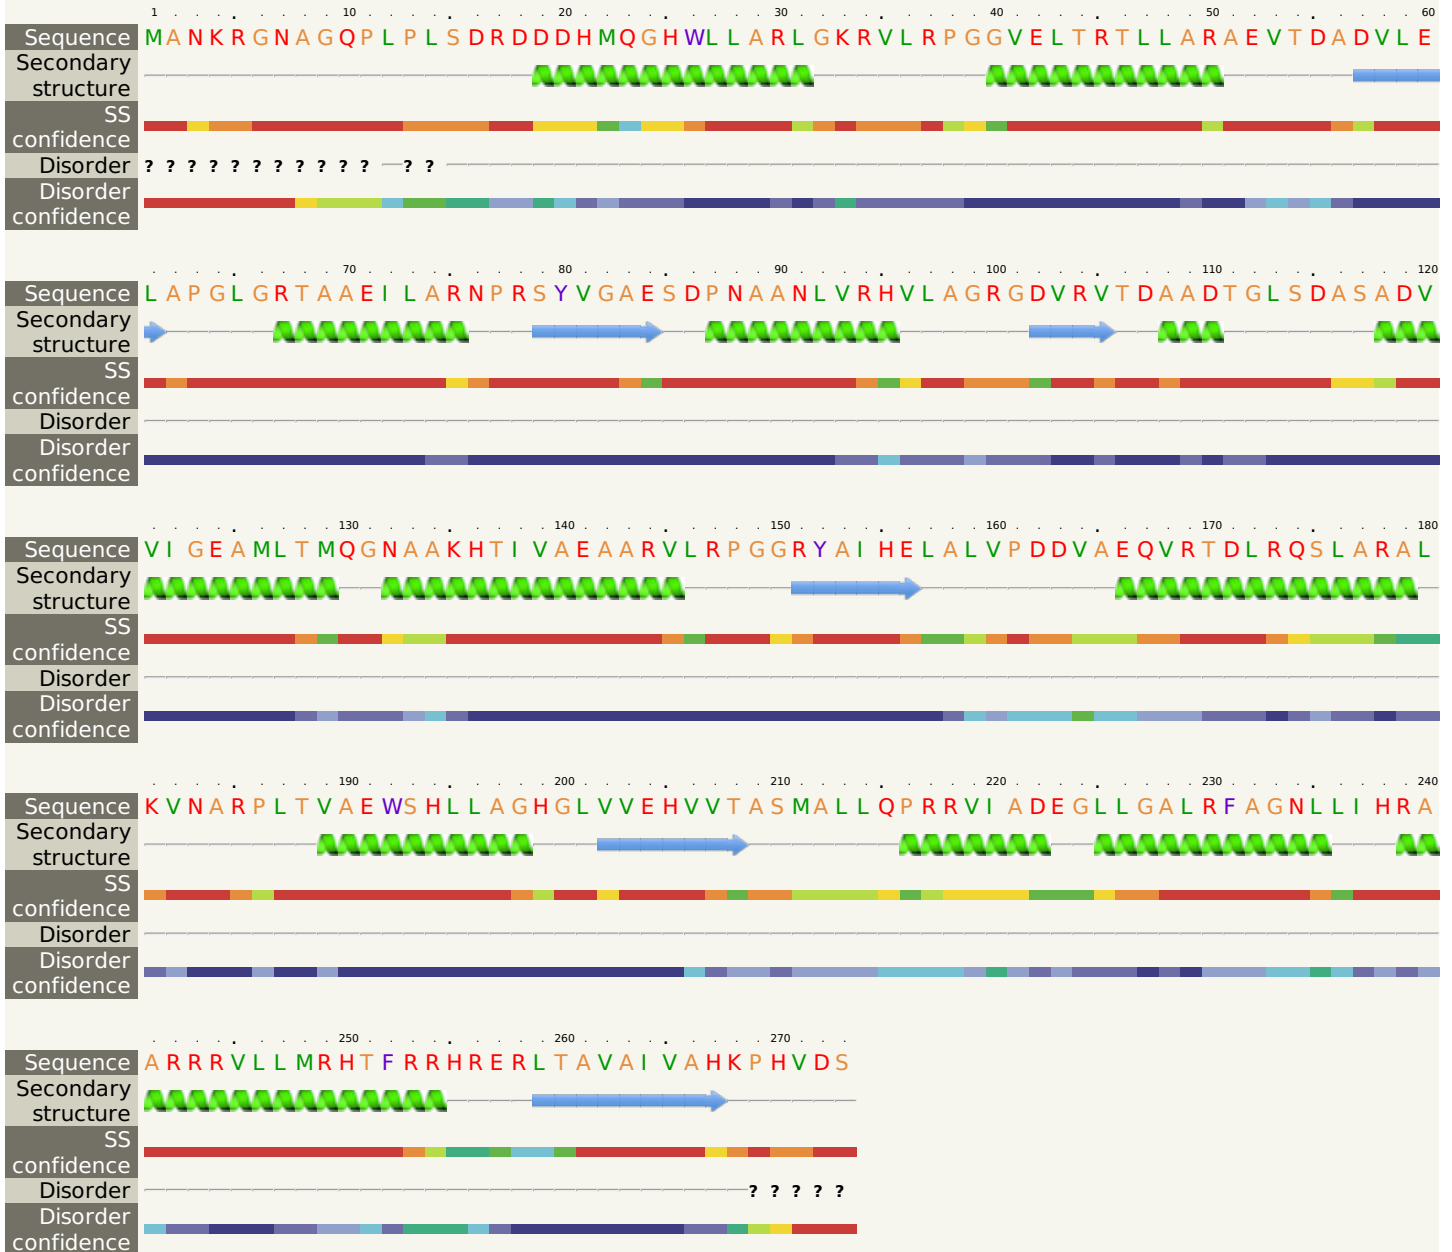 1 . . . . 10 . . . . 20 . . . . 30 . . . . 40 . . . . 50 . . . . 60
Sequence MANKRGNAGQPLPLSDRDDDHMQGHWLLARLGKRVLRPGGVELTRTLLARAEVTDADVLE
Secondary
structure
SS
confidence
Disorder ? ? ? ? ? ? ? ? ? ? ? ? ?
Disorder
confidence
. . . . 70 . . . . 80 . . . . 90 . . . . 100 . . . . 110 . . . . 120
Sequence LAPGLGRTAAEILARNPRSYVGAESDPNAANLVRHVLAGRGDVRVTDAADTGLSDASADV
Secondary
structure
SS
confidence
Disorder
Disorder
confidence
. . . . 130 . . . . 140 . . . . 150 . . . . 160 . . . . 170 . . . . 180
Sequence VIGEAMLTMQGNAAKHTIVAEAARVLRPGGRYAIHELALVPDDVAEQVRTDLRQSLARAL
Secondary
structure
SS
confidence
Disorder
Disorder
confidence
. . . . 190 . . . . 200 . . . . 210 . . . . 220 . . . . 230 . . . . 240
Sequence KVNARPLTVAEWSHLLAGHGLVVEHVVTASMALLQPRRVIADEGLLGALRFAGNLLIHRA
Secondary
structure
SS
confidence
Disorder
Disorder
confidence
. . . . 250 . . . . 260 . . . . 270 . . .
Sequence ARRRVLLMRHTFRRHRERLTAVAIVAHKPHVDS
Secondary
structure
SS
confidence
Disorder ? ? ? ? ?
Disorder
confidence